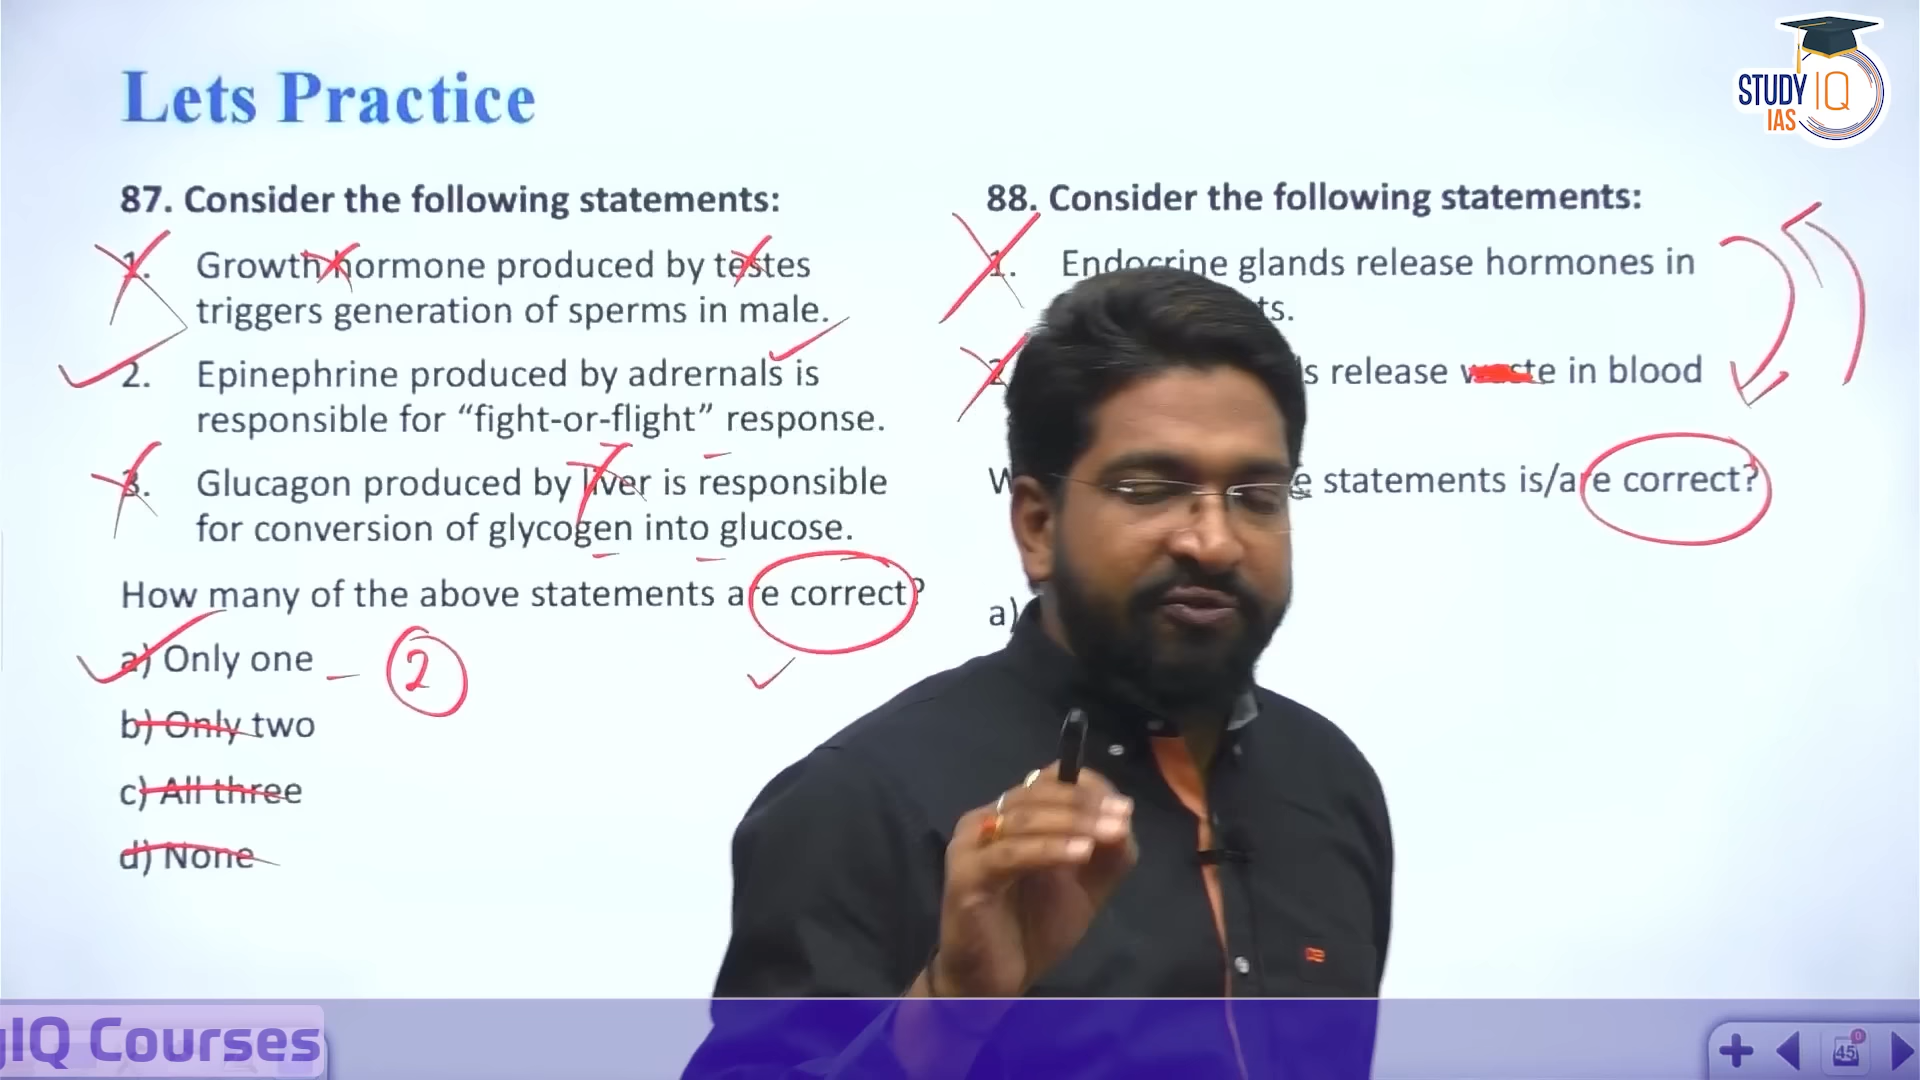 Lets Practice
STUDY IQ
IAS
87. Consider the following statements:
1. Growth hormone produced by testes
triggers generation of sperms in male.
2. Epinephrine produced by adrernals is
responsible for “fight-or-flight” response.
3. Glucagon produced by liver is responsible
for conversion of glycogen into glucose.
How many of the above statements are correct?
a) Only one
2
b) Only two
c) All three
d) None
88. Consider the following statements:
1. Endocrine glands release hormones in
ts.
2
s release waste in blood
statements is/are correct?
a)
IQ Courses
45
0